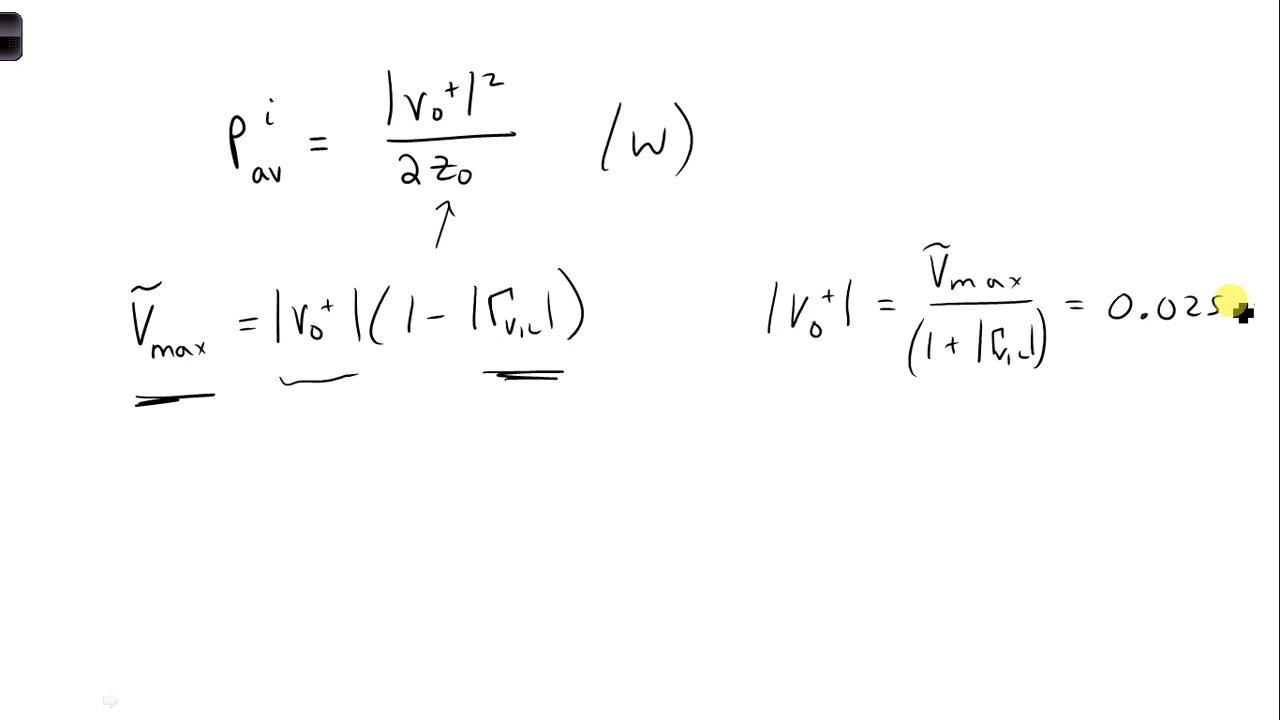 P_av^i = |V_0^+|^2 / 2Z_0 (W)
Ṽ_max = |V_0^+|(1 - |Γ_V,L|)
|V_0^+| = Ṽ_max / (1 + |Γ_V,L|) = 0.025